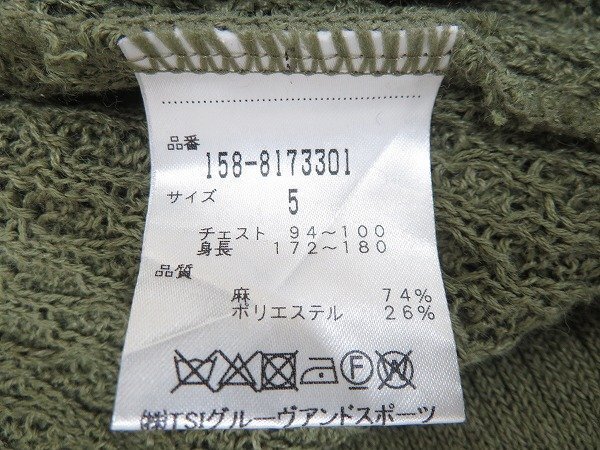 品番
158-8173301
サイズ 5
チェスト 94～100
身長 172～180
品質
麻 74%
ポリエステル 26%
㈱TSIグルーヴアンドスポーツ